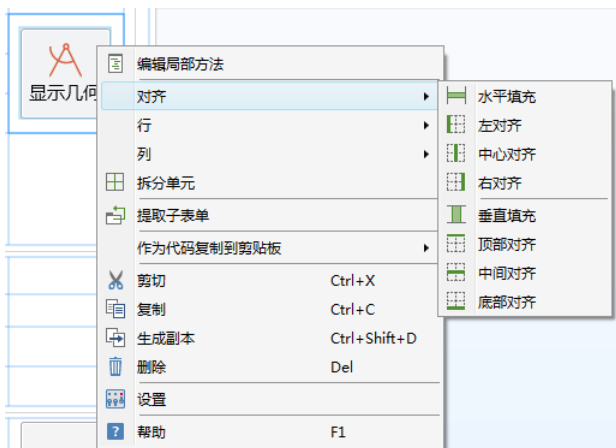 显示几何
编辑局部方法
对齐
行
列
拆分单元
提取子表单
作为代码复制到剪贴板
剪切 Ctrl+X
复制 Ctrl+C
生成副本 Ctrl+Shift+D
删除 Del
设置
帮助 F1
水平填充
左对齐
中心对齐
右对齐
垂直填充
顶部对齐
中间对齐
底部对齐